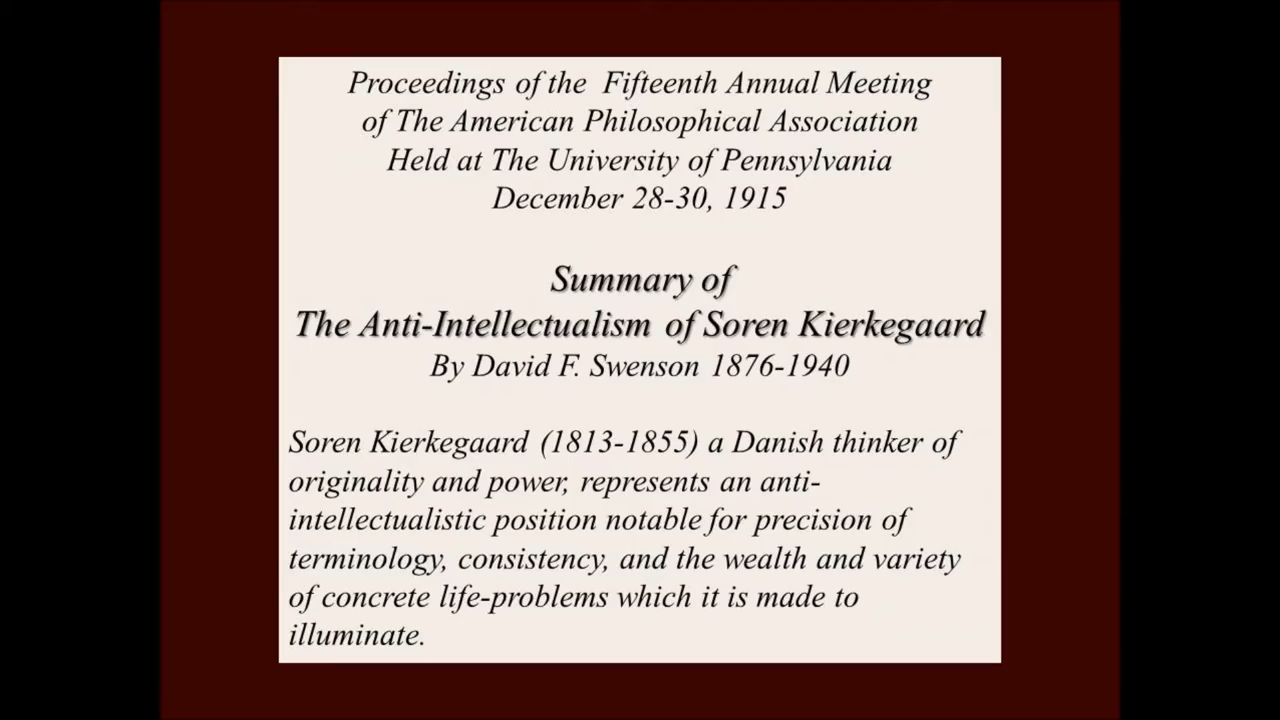 Proceedings of the Fifteenth Annual Meeting
of The American Philosophical Association
Held at The University of Pennsylvania
December 28-30, 1915
Summary of
The Anti-Intellectualism of Soren Kierkegaard
By David F. Swenson 1876-1940
Soren Kierkegaard (1813-1855) a Danish thinker of
originality and power, represents an anti-
intellectualistic position notable for precision of
terminology, consistency, and the wealth and variety
of concrete life-problems which it is made to
illuminate.